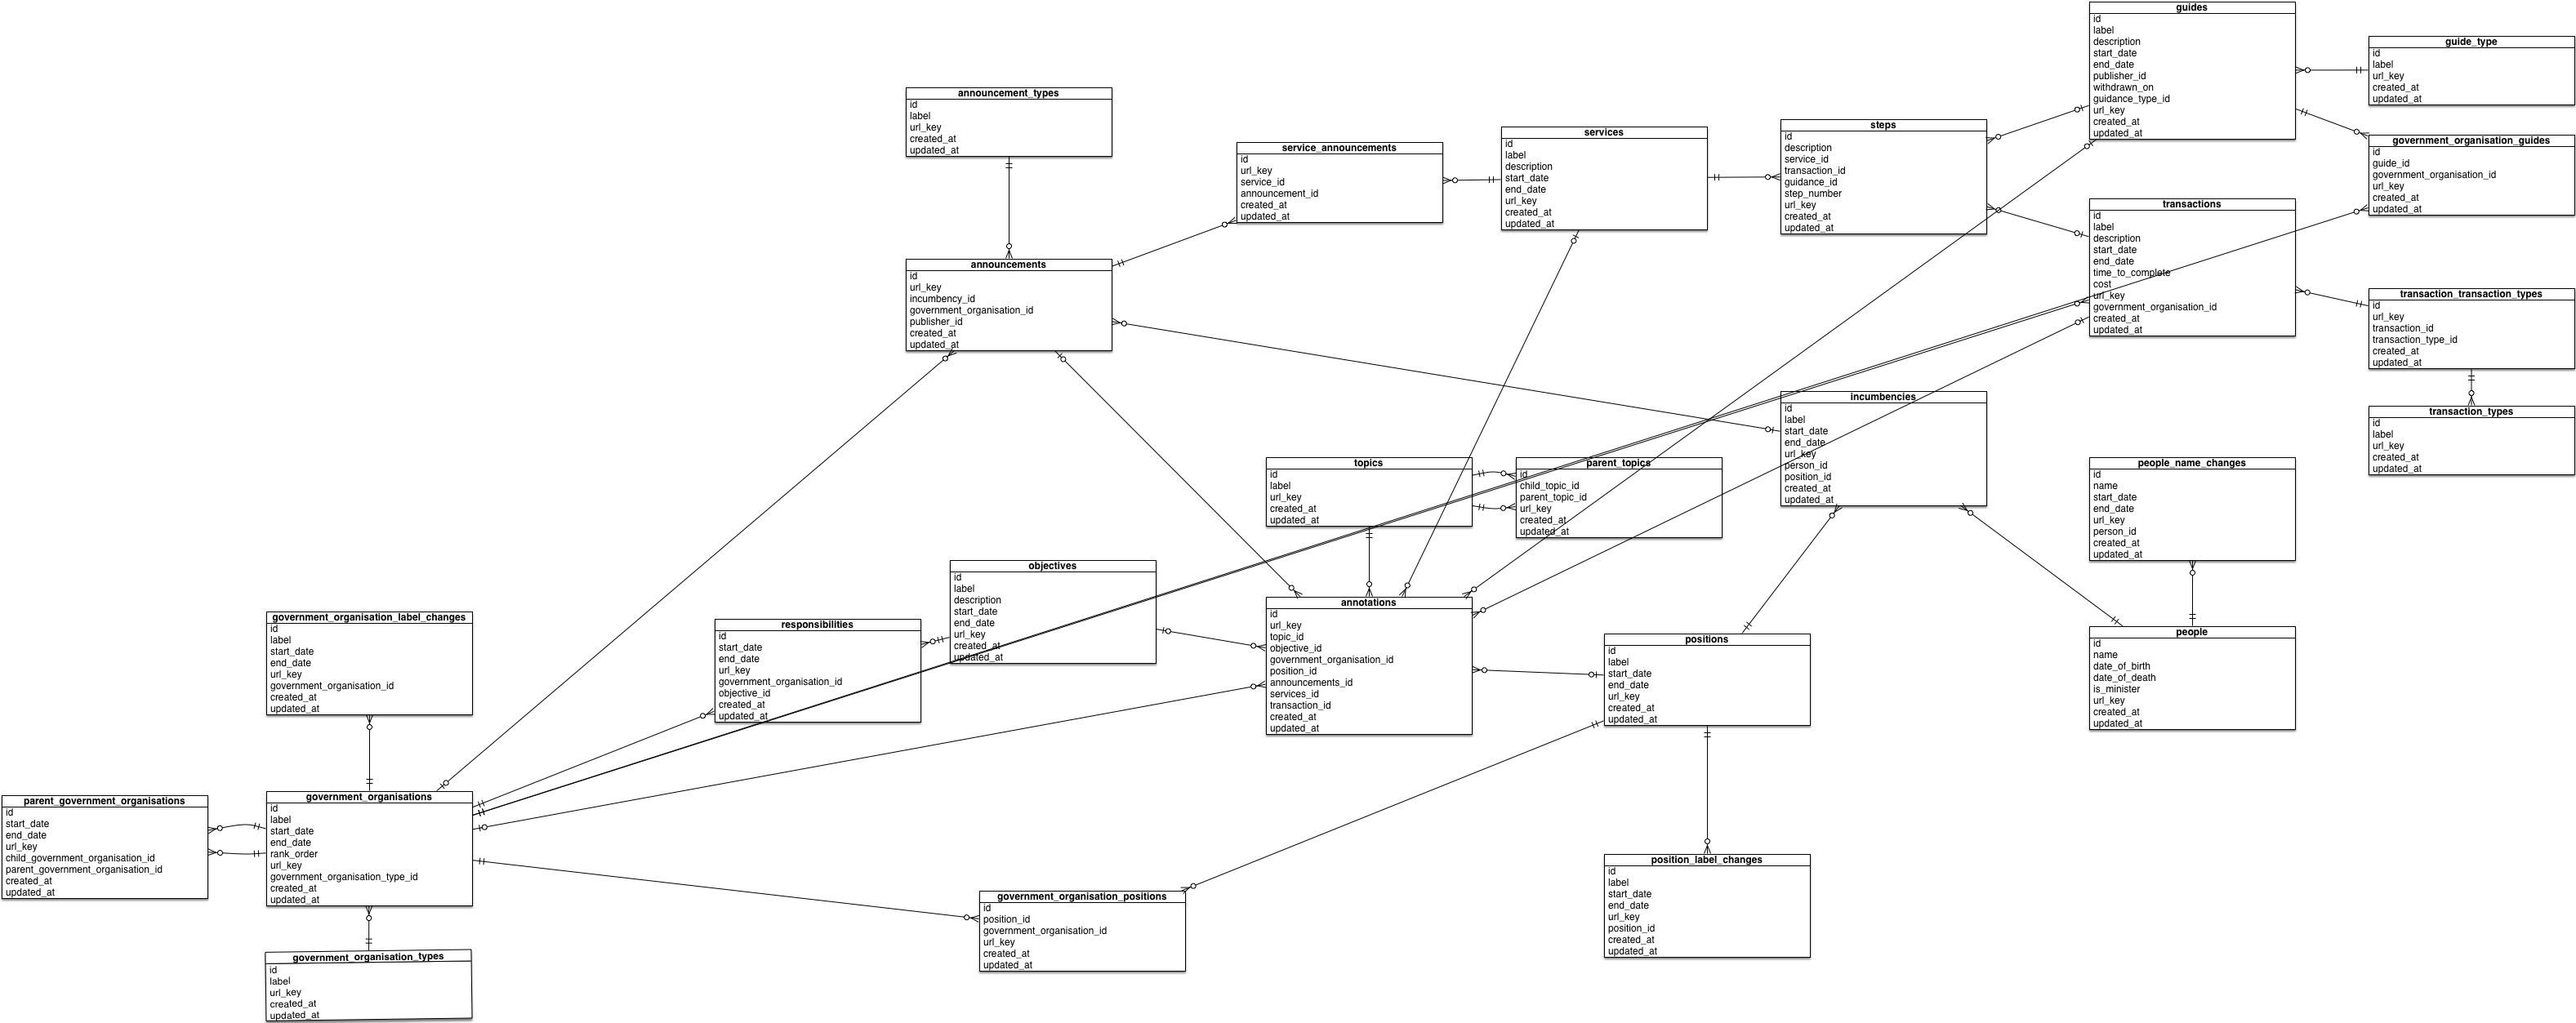 guides
id
label
description
start_date
end_date
publisher_id
withdrawn_on
guidance_type_id
url_key
created_at
updated_at
guide_type
id
label
url_key
created_at
updated_at
announcement_types
id
label
url_key
created_at
updated_at
service_announcements
id
url_key
service_id
announcement_id
created_at
updated_at
services
id
label
description
start_date
end_date
url_key
created_at
updated_at
steps
id
description
service_id
transaction_id
guidance_id
step_number
url_key
created_at
updated_at
government_organisation_guides
id
guide_id
government_organisation_id
url_key
created_at
updated_at
transactions
id
label
description
start_date
end_date
time_to_complete
cost
url_key
government_organisation_id
created_at
updated_at
announcements
id
url_key
incumbency_id
government_organisation_id
publisher_id
created_at
updated_at
transaction_transaction_types
id
url_key
transaction_id
transaction_type_id
created_at
updated_at
transaction_types
id
label
url_key
created_at
updated_at
incumbencies
id
label
start_date
end_date
url_key
person_id
position_id
created_at
updated_at
topics
id
label
url_key
created_at
updated_at
parent_topics
id
child_topic_id
parent_topic_id
url_key
created_at
updated_at
people_name_changes
id
name
start_date
end_date
url_key
person_id
created_at
updated_at
objectives
id
label
description
start_date
end_date
url_key
created_at
updated_at
annotations
id
url_key
topic_id
objective_id
government_organisation_id
position_id
announcements_id
services_id
transaction_id
created_at
updated_at
government_organisation_label_changes
id
label
start_date
end_date
url_key
government_organisation_id
created_at
updated_at
responsibilities
id
start_date
end_date
url_key
government_organisation_id
objective_id
created_at
updated_at
positions
id
label
start_date
end_date
url_key
created_at
updated_at
people
id
name
date_of_birth
date_of_death
is_minister
url_key
created_at
updated_at
parent_government_organisations
id
start_date
end_date
url_key
child_government_organisation_id
parent_government_organisation_id
created_at
updated_at
government_organisations
id
label
start_date
end_date
rank_order
url_key
government_organisation_type_id
created_at
updated_at
government_organisation_positions
id
position_id
government_organisation_id
url_key
created_at
updated_at
position_label_changes
id
label
start_date
end_date
url_key
position_id
created_at
updated_at
government_organisation_types
id
label
url_key
created_at
updated_at